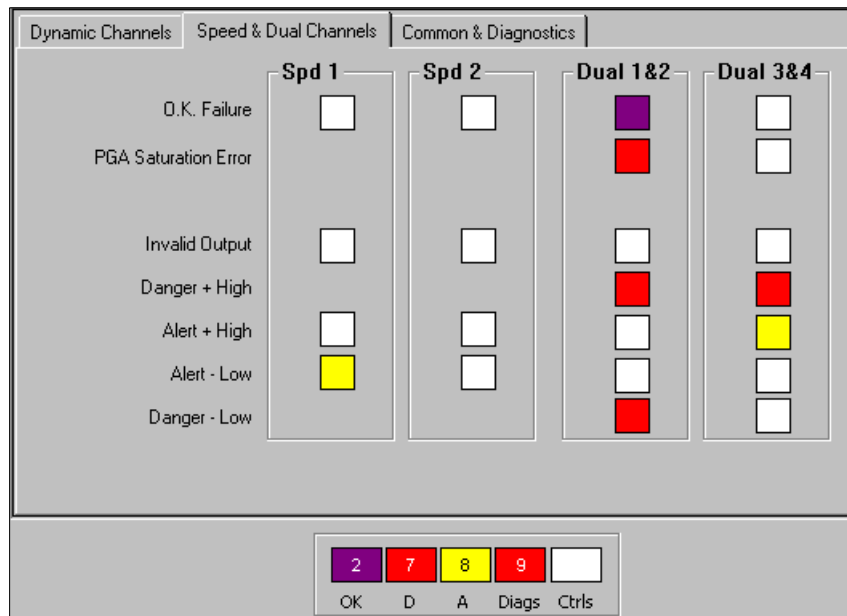 Dynamic Channels Speed & Dual Channels Common & Diagnostics
Spd 1 Spd 2 Dual 1&2 Dual 3&4
O.K. Failure
PGA Saturation Error
Invalid Output
Danger + High
Alert + High
Alert - Low
Danger - Low
2 7 8 9
OK D A Diags Ctrls